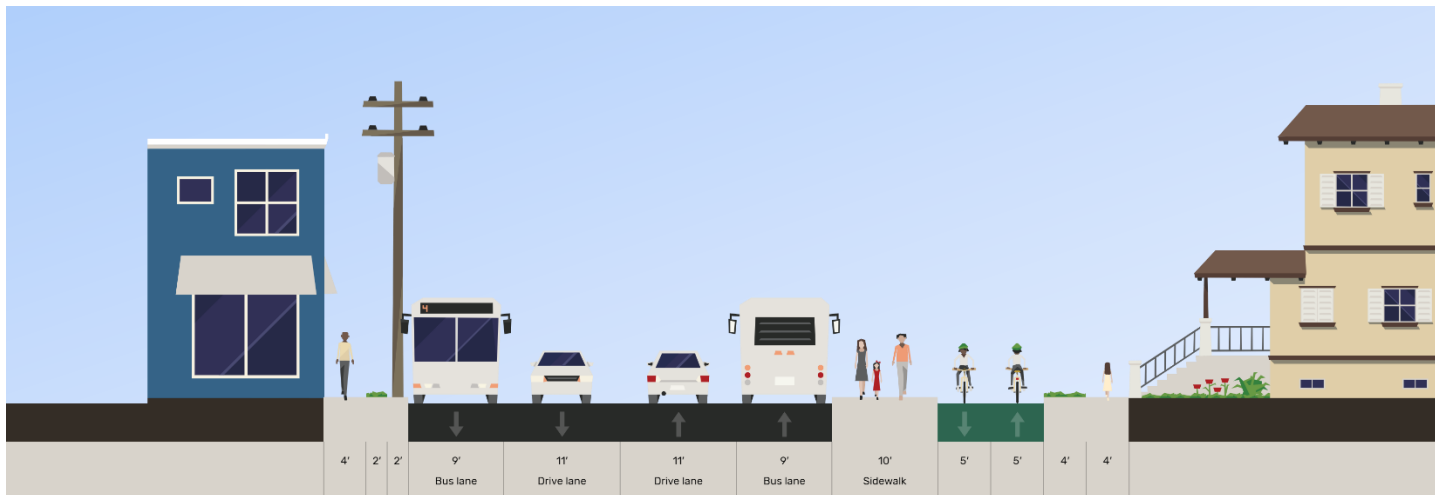 4
4' 2' 2' 9' 11' 11' 9' 10' 5' 5' 4' 4'
Bus lane Drive lane Drive lane Bus lane Sidewalk